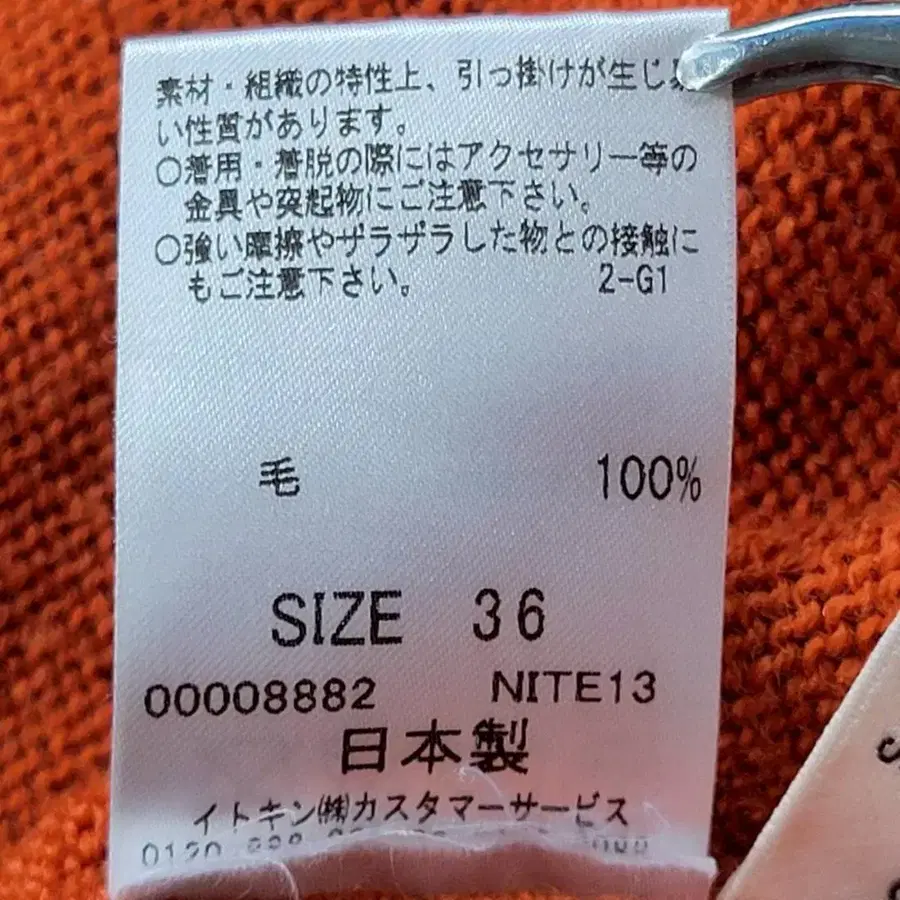 素材・組織の特性上、引っ掛けが生じ易
い性質があります。
○着用・着脱の際にはアクセサリー等の
金具や突起物にご注意下さい。
○強い摩擦やザラザラした物との接触に
もご注意下さい。 2-G1
毛 100%
SIZE 36
00008882 NITE13
日本製
イトキン㈱カスタマーサービス
0120